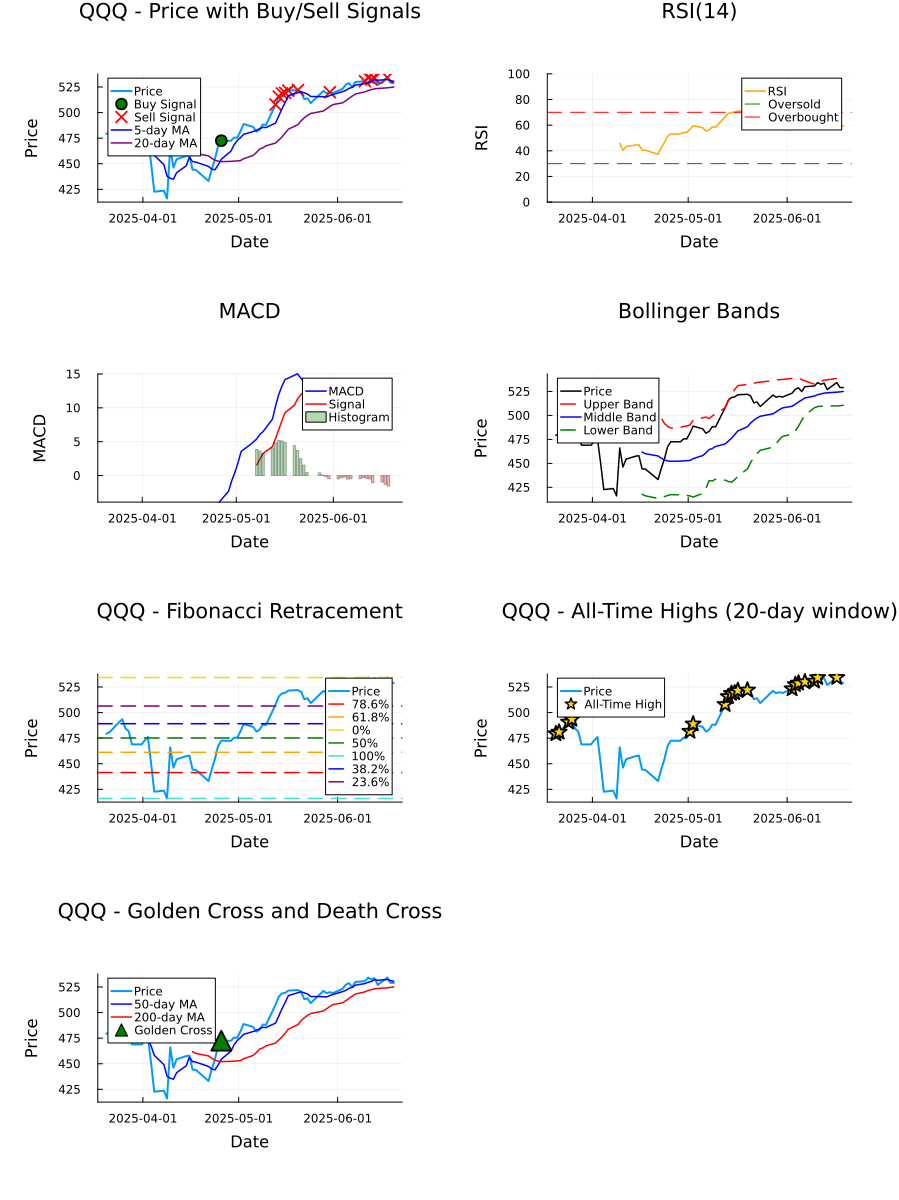 QQQ - Price with Buy/Sell Signals
Price
525
500
475
450
425
Price
Buy Signal
Sell Signal
5-day MA
20-day MA
2025-04-01 2025-05-01 2025-06-01
Date
RSI(14)
RSI
100
80
60
40
20
0
RSI
Oversold
Overbought
2025-04-01 2025-05-01 2025-06-01
Date
MACD
MACD
15
10
5
0
MACD
Signal
Histogram
2025-04-01 2025-05-01 2025-06-01
Date
Bollinger Bands
Price
525
500
475
450
425
Price
Upper Band
Middle Band
Lower Band
2025-04-01 2025-05-01 2025-06-01
Date
QQQ - Fibonacci Retracement
Price
525
500
475
450
425
Price
78.6%
61.8%
0%
50%
100%
38.2%
23.6%
2025-04-01 2025-05-01 2025-06-01
Date
QQQ - All-Time Highs (20-day window)
Price
525
500
475
450
425
Price
All-Time High
2025-04-01 2025-05-01 2025-06-01
Date
QQQ - Golden Cross and Death Cross
Price
525
500
475
450
425
Price
50-day MA
200-day MA
Golden Cross
2025-04-01 2025-05-01 2025-06-01
Date